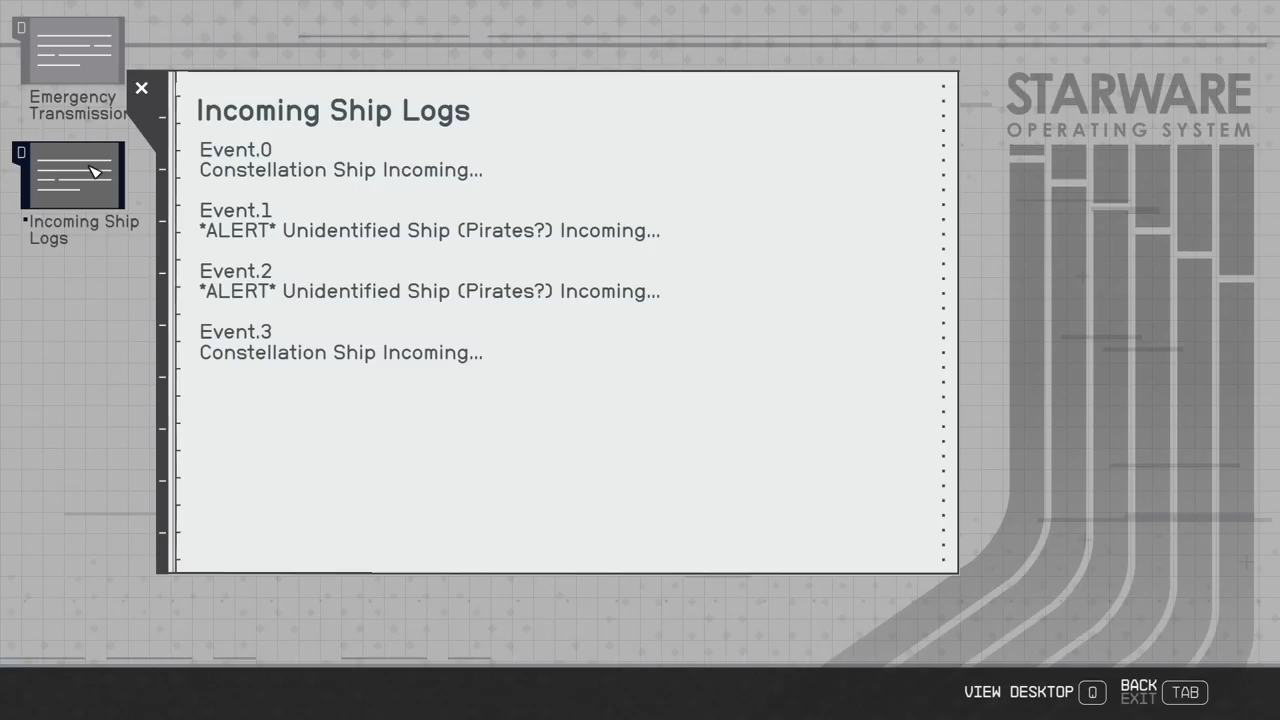 D
Emergency
Transmission
D
Incoming Ship
Logs
Incoming Ship Logs
Event.0
Constellation Ship Incoming...
Event.1
*ALERT* Unidentified Ship (Pirates?) Incoming...
Event.2
*ALERT* Unidentified Ship (Pirates?) Incoming...
Event.3
Constellation Ship Incoming...
STARWARE
OPERATING SYSTEM
VIEW DESKTOP Q
BACK
EXIT
TAB